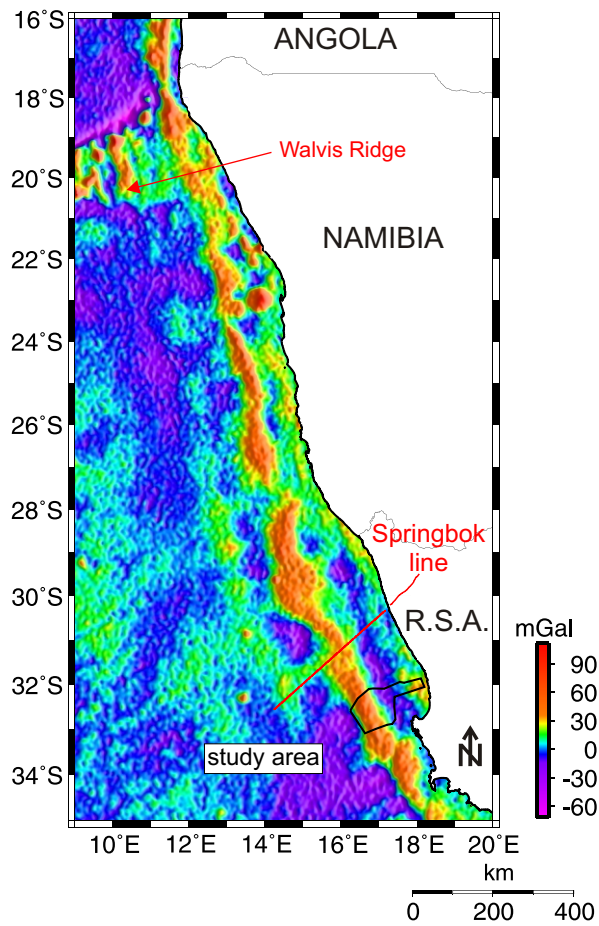 16°S
ANGOLA
18°S
Walvis Ridge
20°S
NAMIBIA
22°S
24°S
26°S
28°S
Springbok
line
30°S
R.S.A.
mGal
90
60
30
0
-30
-60
32°S
N
study area
34°S
10°E 12°E 14°E 16°E 18°E 20°E
km
0 200 400